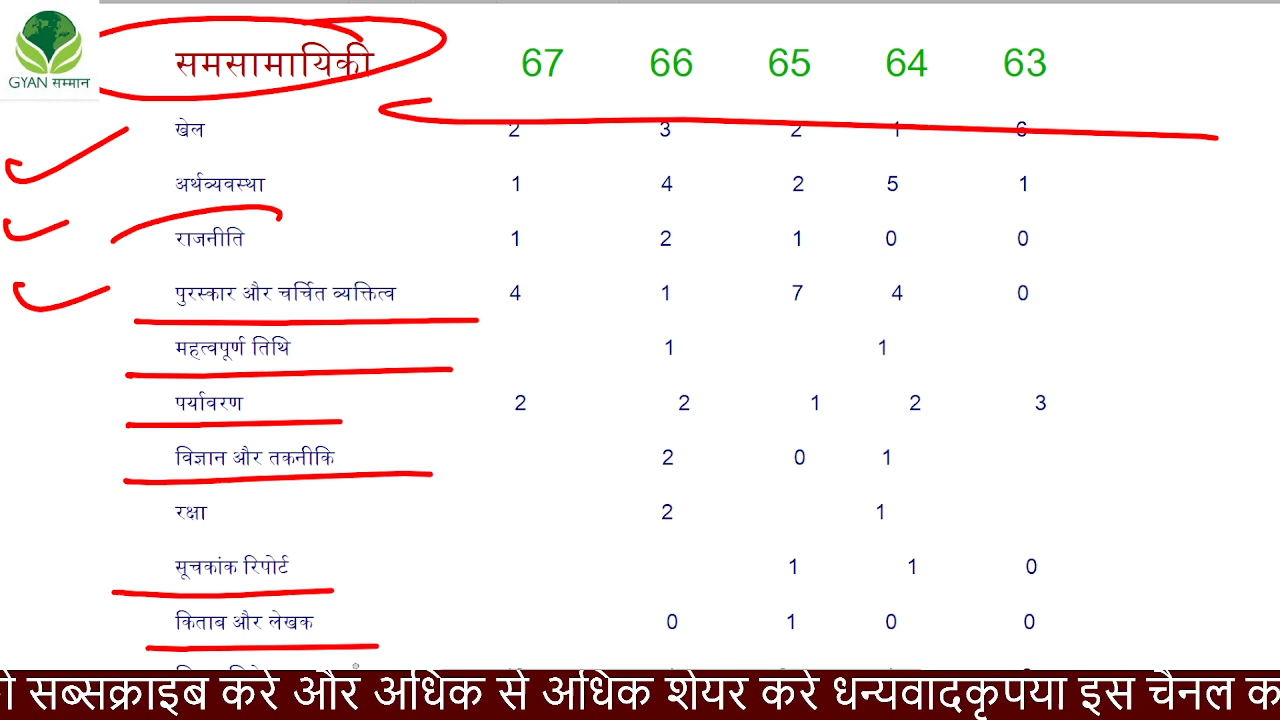 GYAN सम्मान
समसामायिकी 67 66 65 64 63
खेल 2 3 2 1 6
अर्थव्यवस्था 1 4 2 5 1
राजनीति 1 2 1 0 0
पुरस्कार और चर्चित व्यक्तित्व 4 1 7 4 0
महत्वपूर्ण तिथि 1 1
पर्यावरण 2 2 1 2 3
विज्ञान और तकनीकि 2 0 1
रक्षा 2 1
सूचकांक रिपोर्ट 1 1 0
किताब और लेखक 0 1 0 0
सब्सक्राइब करे और अधिक से अधिक शेयर करे धन्यवादकृपया इस चैनल क